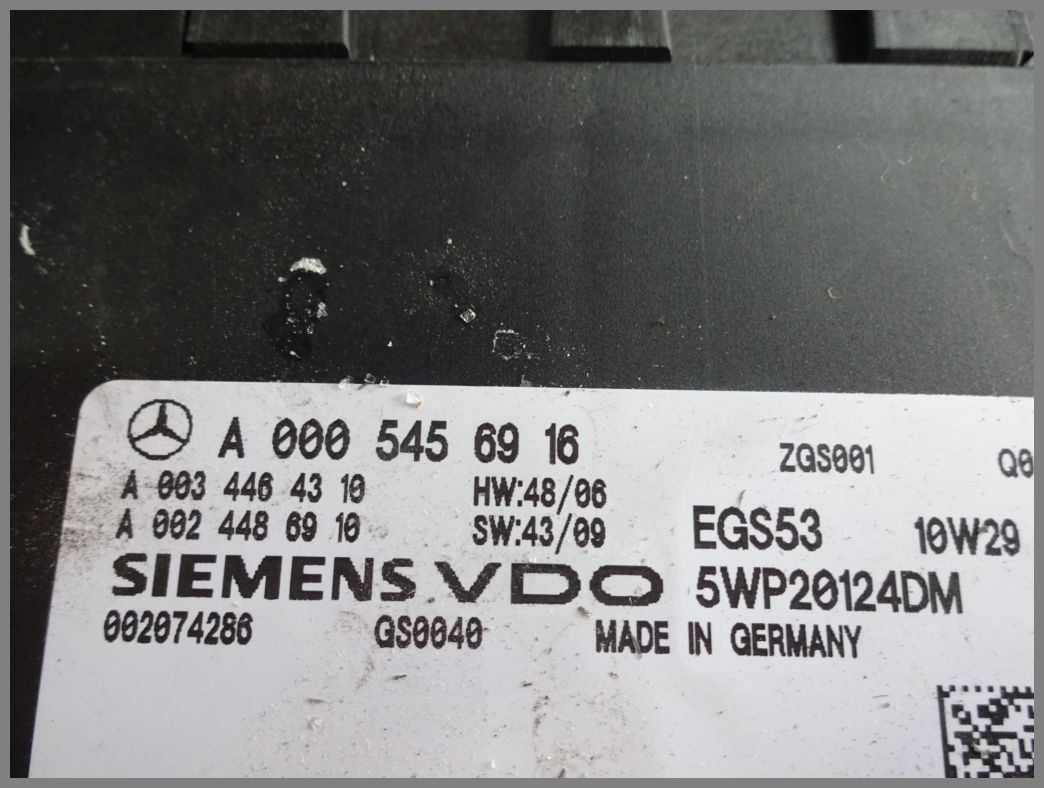 A 000 545 69 16
ZGS001 Q0
A 003 446 43 10 HW:48/06
A 002 448 69 10 SW:43/09 EGS53 10W29
SIEMENS VDO 5WP20124DM
002074286 GS0040 MADE IN GERMANY